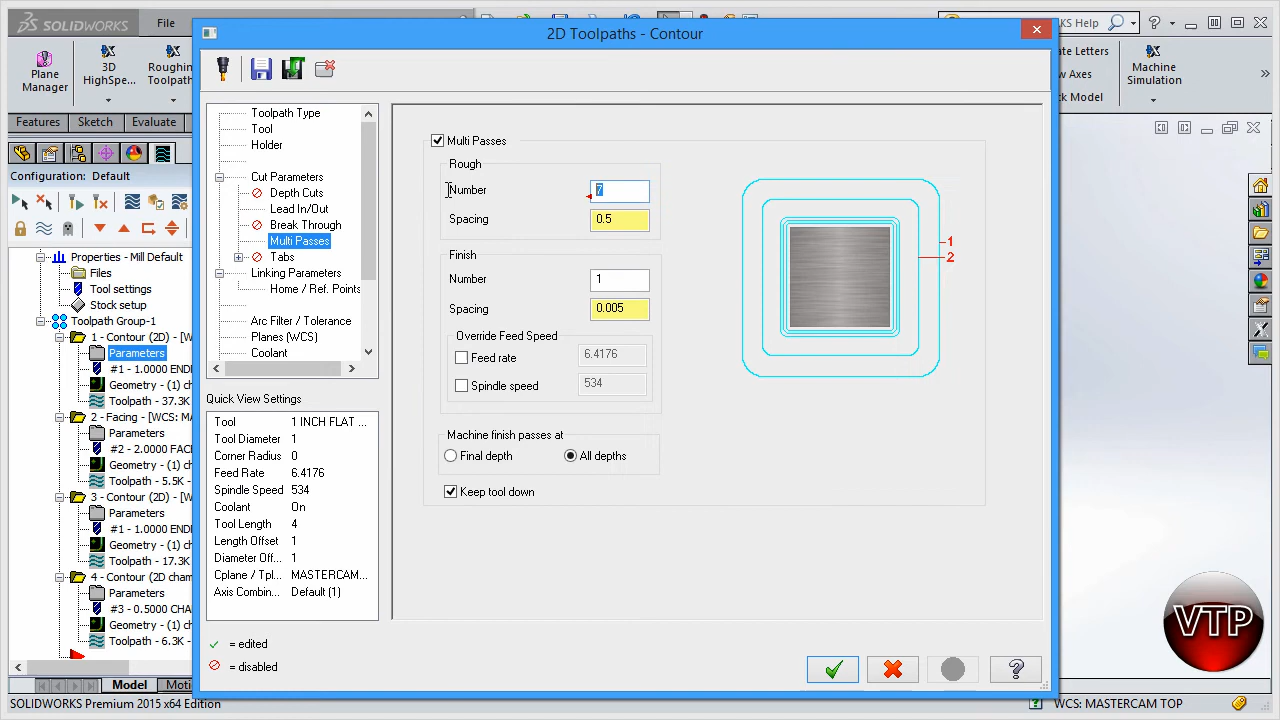 SOLIDWORKS
File
2D Toolpaths - Contour
KS Help
Plane
Manager
3D
HighSpe...
Roughin
Toolpath
ate Letters
v Axes
ck Model
Machine
Simulation
Features
Sketch
Evaluate
Configuration: Default
Properties - Mill Default
Files
Tool settings
Stock setup
Toolpath Group-1
1 - Contour (2D) - [W
Parameters
#1 - 1.0000 ENDI
Geometry - (1) ch
Toolpath - 37.3K
2 - Facing - [WCS: MA
Parameters
#2 - 2.0000 FACE
Geometry - (1) ch
Toolpath - 5.5K -
3 - Contour (2D) - [W
Parameters
#1 - 1.0000 ENDI
Geometry - (1) ch
Toolpath - 17.3K
4 - Contour (2D cham
Parameters
#3 - 0.5000 CHAM
Geometry - (1) ch
Toolpath - 6.3K -
Model
Moti
SOLIDWORKS Premium 2015 x64 Edition
Toolpath Type
Tool
Holder
Cut Parameters
Depth Cuts
Lead In/Out
Break Through
Multi Passes
Tabs
Linking Parameters
Home / Ref. Points
Arc Filter / Tolerance
Planes (WCS)
Coolant
Quick View Settings
Tool 1 INCH FLAT ...
Tool Diameter 1
Corner Radius 0
Feed Rate 6.4176
Spindle Speed 534
Coolant On
Tool Length 4
Length Offset 1
Diameter Off... 1
Cplane / Tpl... MASTERCAM...
Axis Combin... Default (1)
= edited
= disabled
Multi Passes
Rough
Number 7
Spacing 0.5
Finish
Number 1
Spacing 0.005
Override Feed Speed
Feed rate 6.4176
Spindle speed 534
Machine finish passes at
Final depth All depths
Keep tool down
1
2
VTP
WCS: MASTERCAM TOP